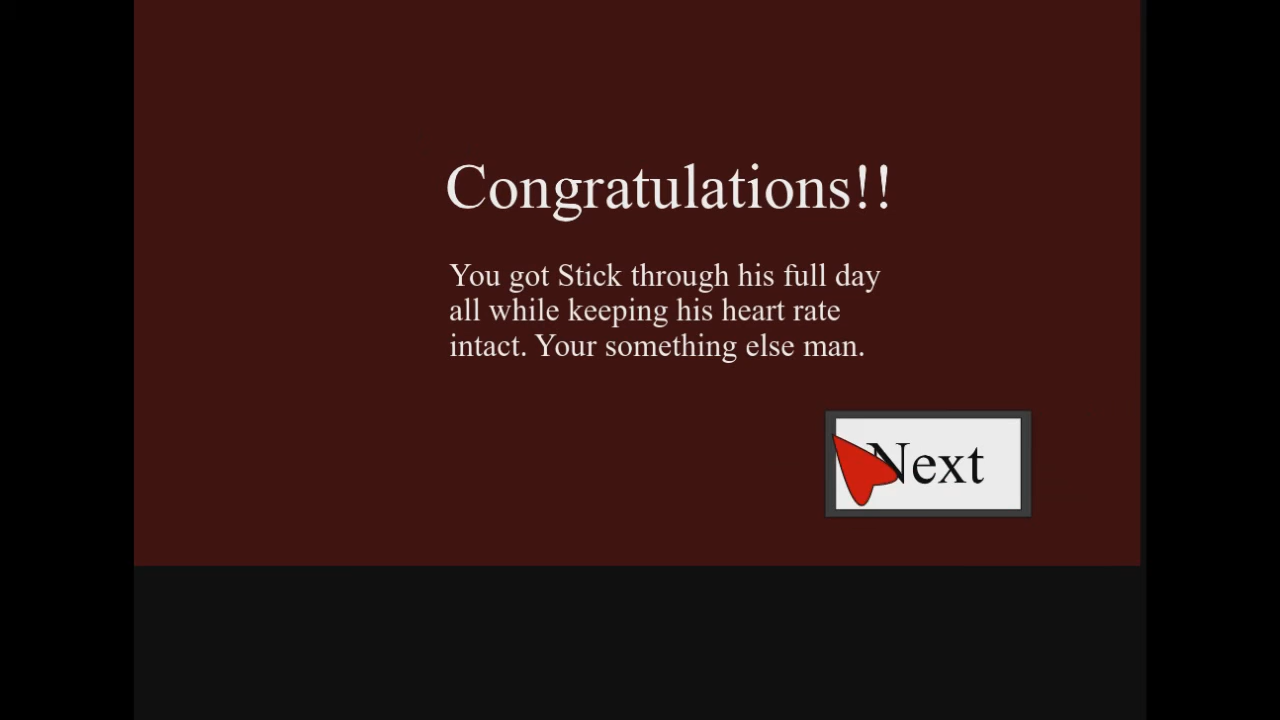 Congratulations!!
You got Stick through his full day
all while keeping his heart rate
intact. Your something else man.
Next